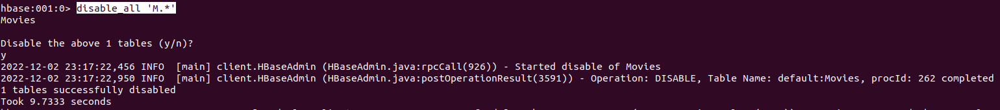 hbase:001:0> disable_all 'M.*'
Movies
Disable the above 1 tables (y/n)?
y
2022-12-02 23:17:22,456 INFO  [main] client.HBaseAdmin (HBaseAdmin.java:rpcCall(926)) - Started disable of Movies
2022-12-02 23:17:22,950 INFO  [main] client.HBaseAdmin (HBaseAdmin.java:postOperationResult(3591)) - Operation: DISABLE, Table Name: default:Movies, procId: 262 completed
1 tables successfully disabled
Took 9.7333 seconds